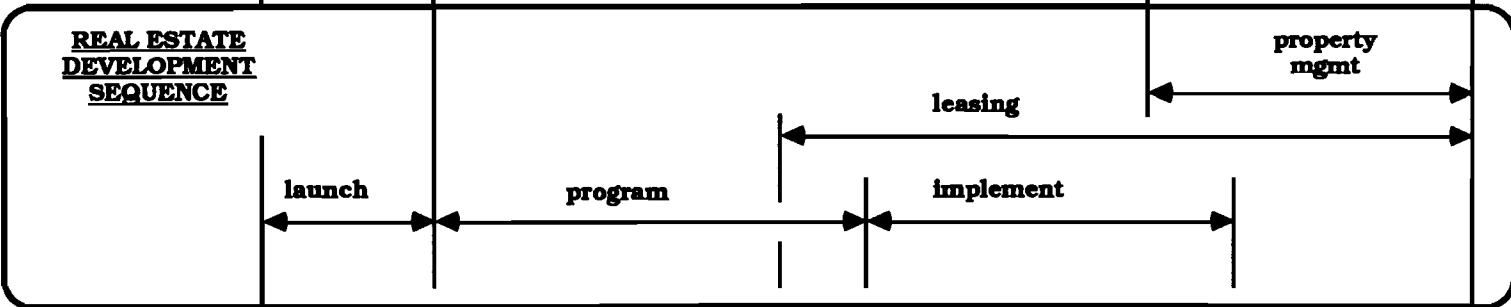 REAL ESTATE
DEVELOPMENT
SEQUENCE
property
mgmt
leasing
launch
program
implement